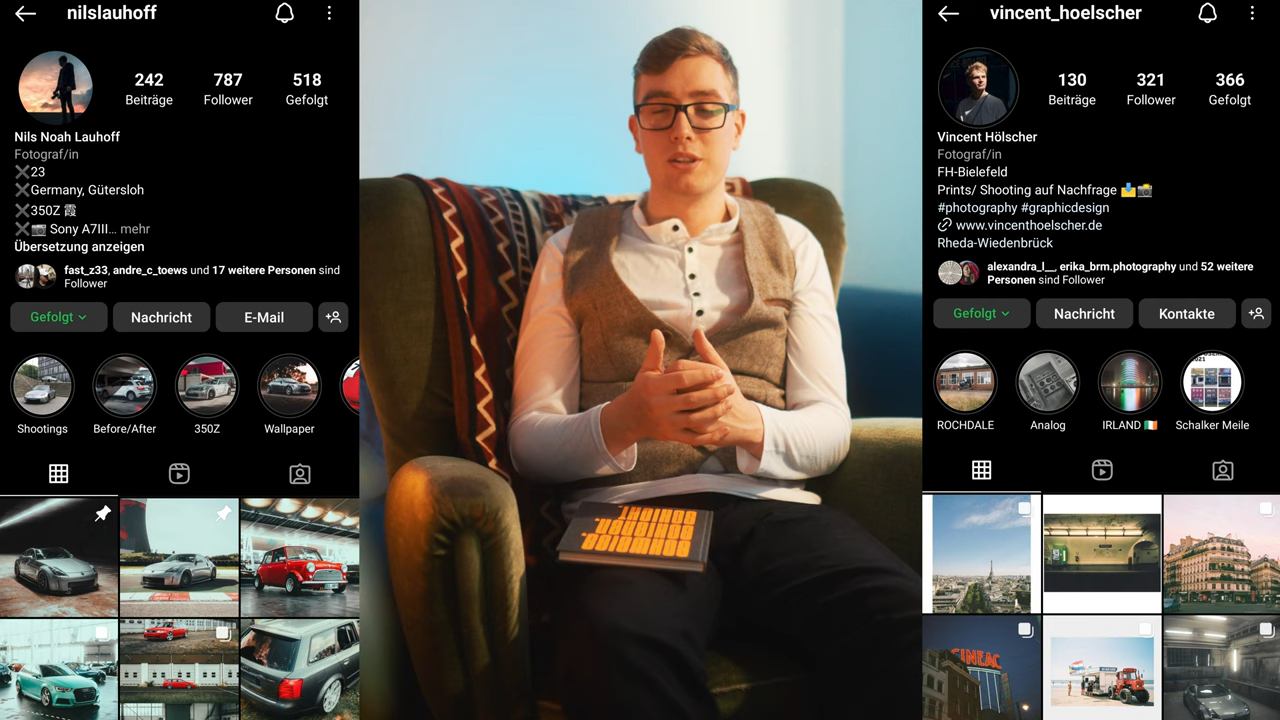 nilslauhoff
242
787
518
Beiträge
Follower
Gefolgt
Nils Noah Lauhoff
Fotograf/in
❌23
❌Germany, Gütersloh
❌350Z 霞
❌📷 Sony A7III... mehr
Übersetzung anzeigen
fast_z33, andre_c_toews und 17 weitere Personen sind
Follower
Gefolgt
Nachricht
E-Mail
Shootings
Before/After
350Z
Wallpaper
vincent_hoelscher
130
321
366
Beiträge
Follower
Gefolgt
Vincent Hölscher
Fotograf/in
FH-Bielefeld
Prints/ Shooting auf Nachfrage 📩📸
#photography #graphicdesign
www.vincenthoelscher.de
Rheda-Wiedenbrück
alexandra_l__, erika_brm.photography und 52 weitere
Personen sind Follower
Gefolgt
Nachricht
Kontakte
ROCHDALE
Analog
IRLAND 🇮🇪
Schalker Meile
CINEAC